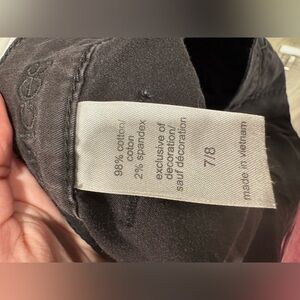 98% cotton/
coton
2% spandex
exclusive of
decoration/
sauf décoration
7/8
made in vietnam